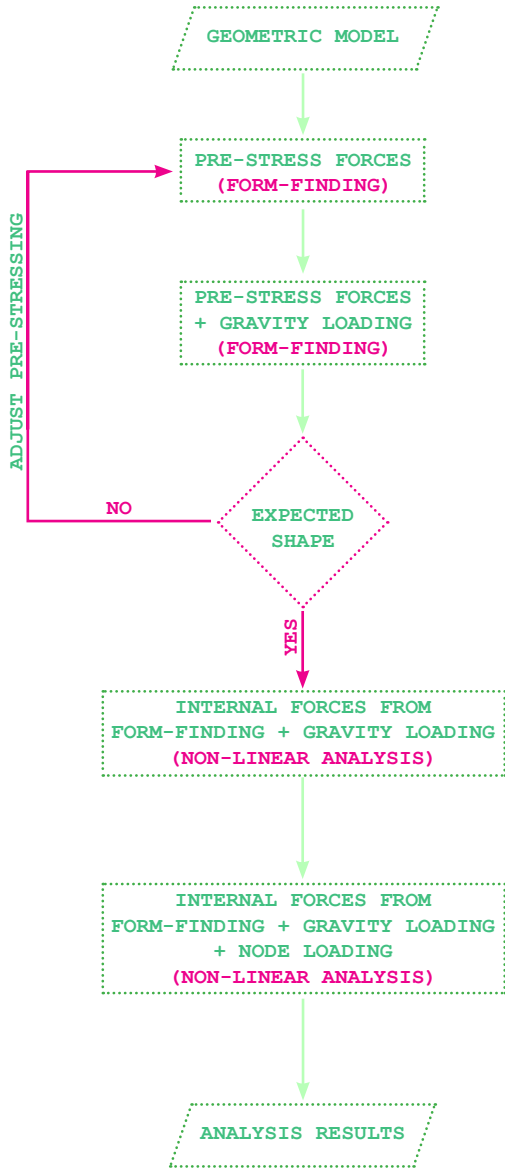 GEOMETRIC MODEL
PRE-STRESS FORCES
(FORM-FINDING)
PRE-STRESS FORCES
+ GRAVITY LOADING
(FORM-FINDING)
ADJUST PRE-STRESSING
NO
EXPECTED
SHAPE
YES
INTERNAL FORCES FROM
FORM-FINDING + GRAVITY LOADING
(NON-LINEAR ANALYSIS)
INTERNAL FORCES FROM
FORM-FINDING + GRAVITY LOADING
+ NODE LOADING
(NON-LINEAR ANALYSIS)
ANALYSIS RESULTS